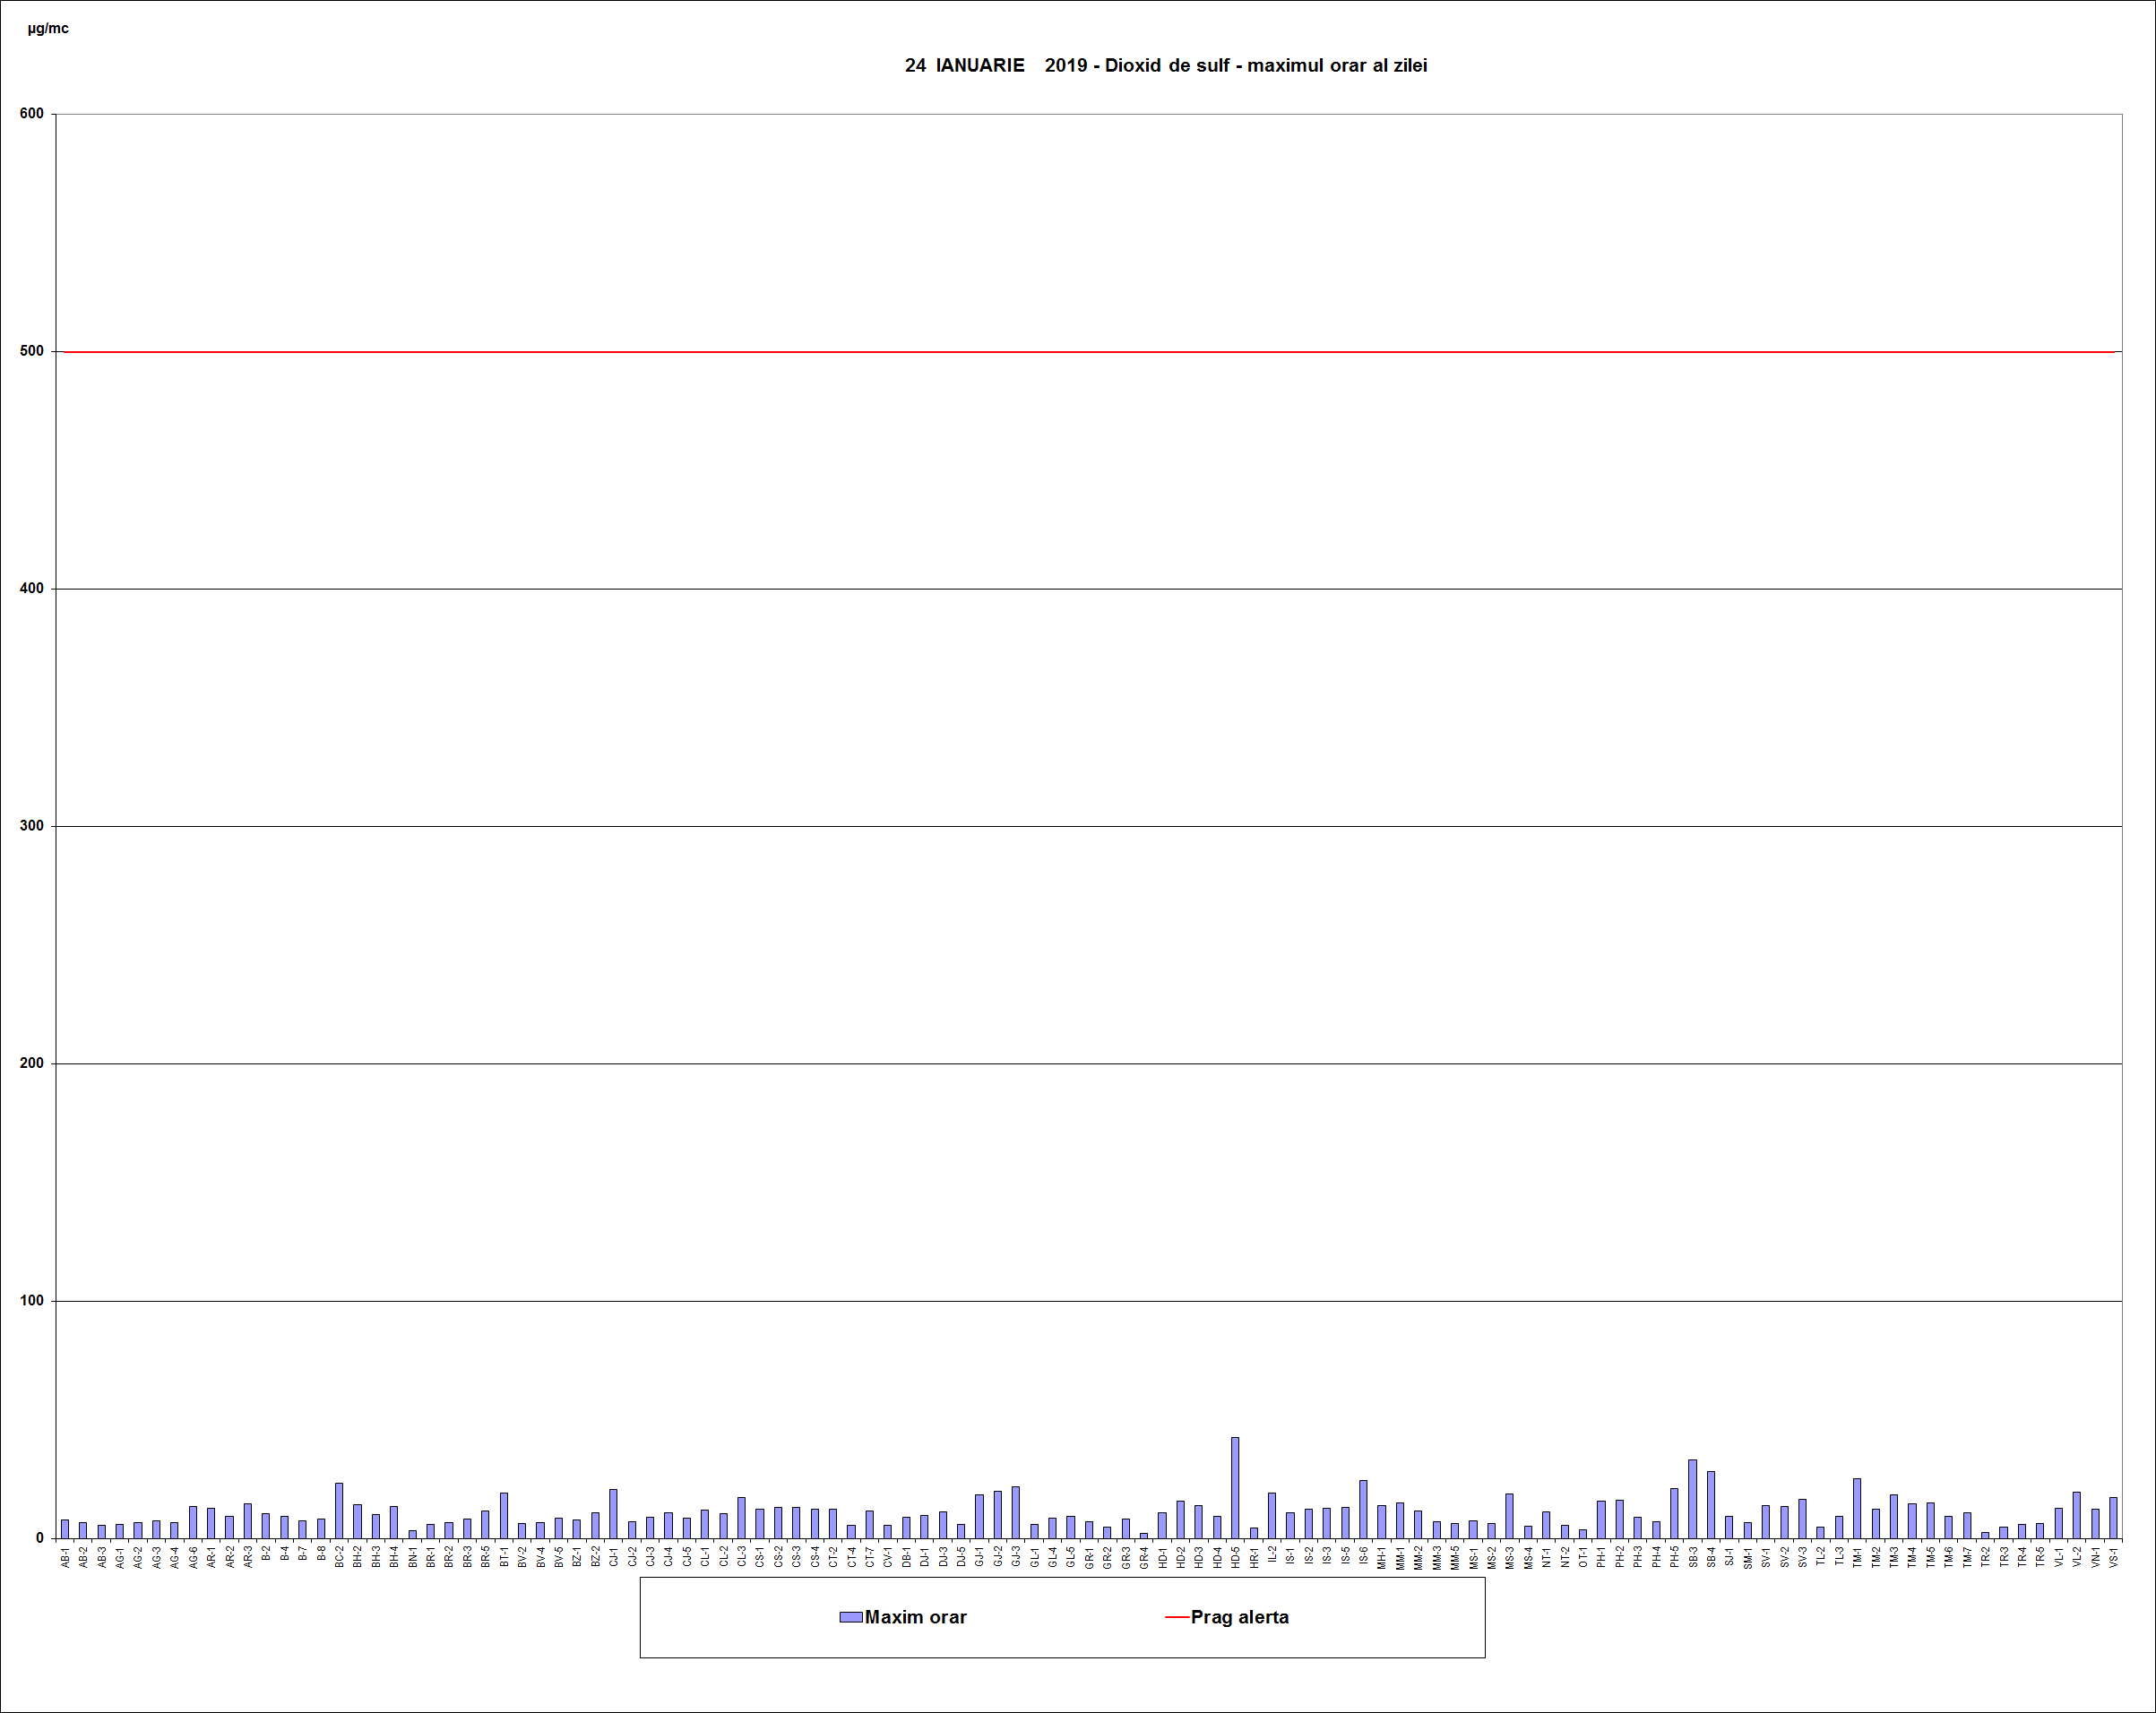 µg/mc
24 IANUARIE 2019 - Dioxid de sulf - maximul orar al zilei
600
500
400
300
200
100
0
AB-1 AB-2 AB-3 AG-1 AG-2 AG-3 AG-4 AG-6 AR-1 AR-2 AR-3 B-2 B-4 B-7 B-8 BC-2 BH-2 BH-3 BH-4 BN-1 BR-1 BR-2 BR-3 BR-5 BT-1 BV-2 BV-4 BV-5 BZ-1 BZ-2 CJ-1 CJ-2 CJ-3 CJ-4 CJ-5 CL-1 CL-2 CL-3 CS-1 CS-2 CS-3 CS-4 CT-2 CT-4 CT-7 CV-1 DB-1 DJ-1 DJ-3 DJ-5 GJ-1 GJ-2 GJ-3 GL-1 GL-4 GL-5 GR-1 GR-2 GR-3 GR-4 HD-1 HD-2 HD-3 HD-4 HD-5 HR-1 IL-2 IS-1 IS-2 IS-3 IS-5 IS-6 MH-1 MM-1 MM-2 MM-3 MM-5 MS-1 MS-2 MS-3 MS-4 NT-1 NT-2 OT-1 PH-1 PH-2 PH-3 PH-4 PH-5 SB-3 SB-4 SJ-1 SM-1 SV-1 SV-2 SV-3 TL-2 TL-3 TM-1 TM-2 TM-3 TM-4 TM-5 TM-6 TM-7 TR-2 TR-3 TR-4 TR-5 VL-1 VL-2 VN-1 VS-1
Maxim orar Prag alerta